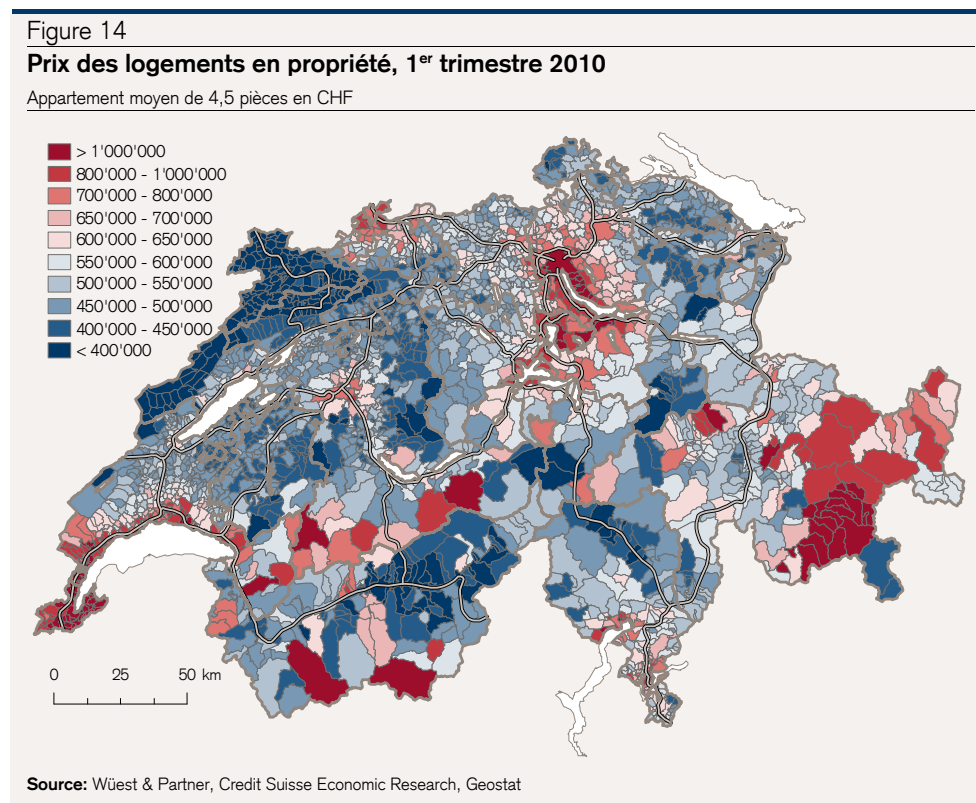 Figure 14
Prix des logements en propriété, 1er trimestre 2010
Appartement moyen de 4,5 pièces en CHF
> 1'000'000
800'000 - 1'000'000
700'000 - 800'000
650'000 - 700'000
600'000 - 650'000
550'000 - 600'000
500'000 - 550'000
450'000 - 500'000
400'000 - 450'000
< 400'000
0 25 50 km
Source: Wüest & Partner, Credit Suisse Economic Research, Geostat